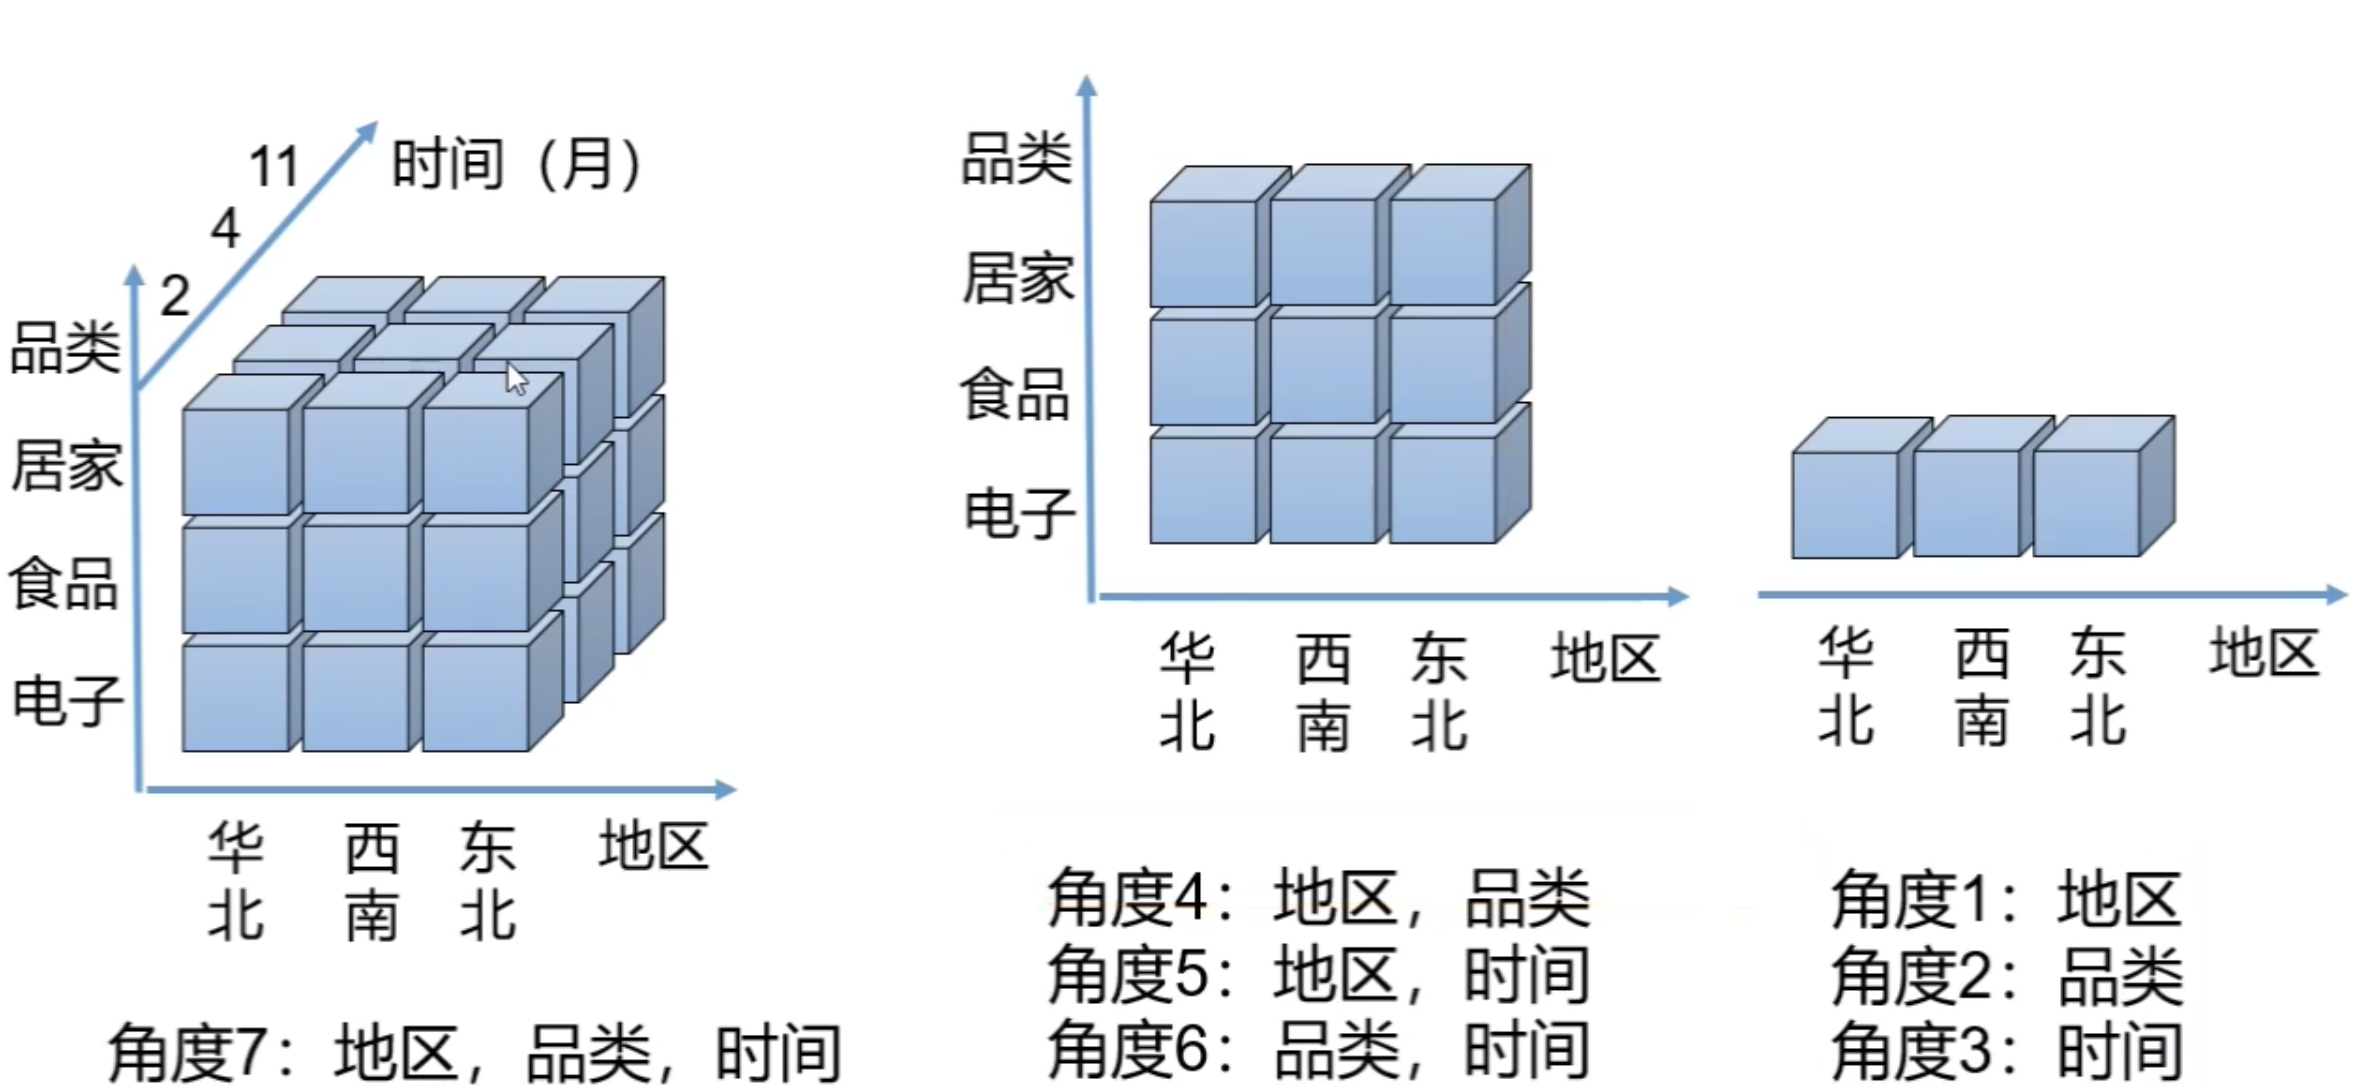 11
时间（月）
4
2
品类
居家
食品
电子
华北
西南
东北
地区
角度7：地区，品类，时间
品类
居家
食品
电子
华北
西南
东北
地区
角度4：地区，品类
角度5：地区，时间
角度6：品类，时间
华北
西南
东北
地区
角度1：地区
角度2：品类
角度3：时间